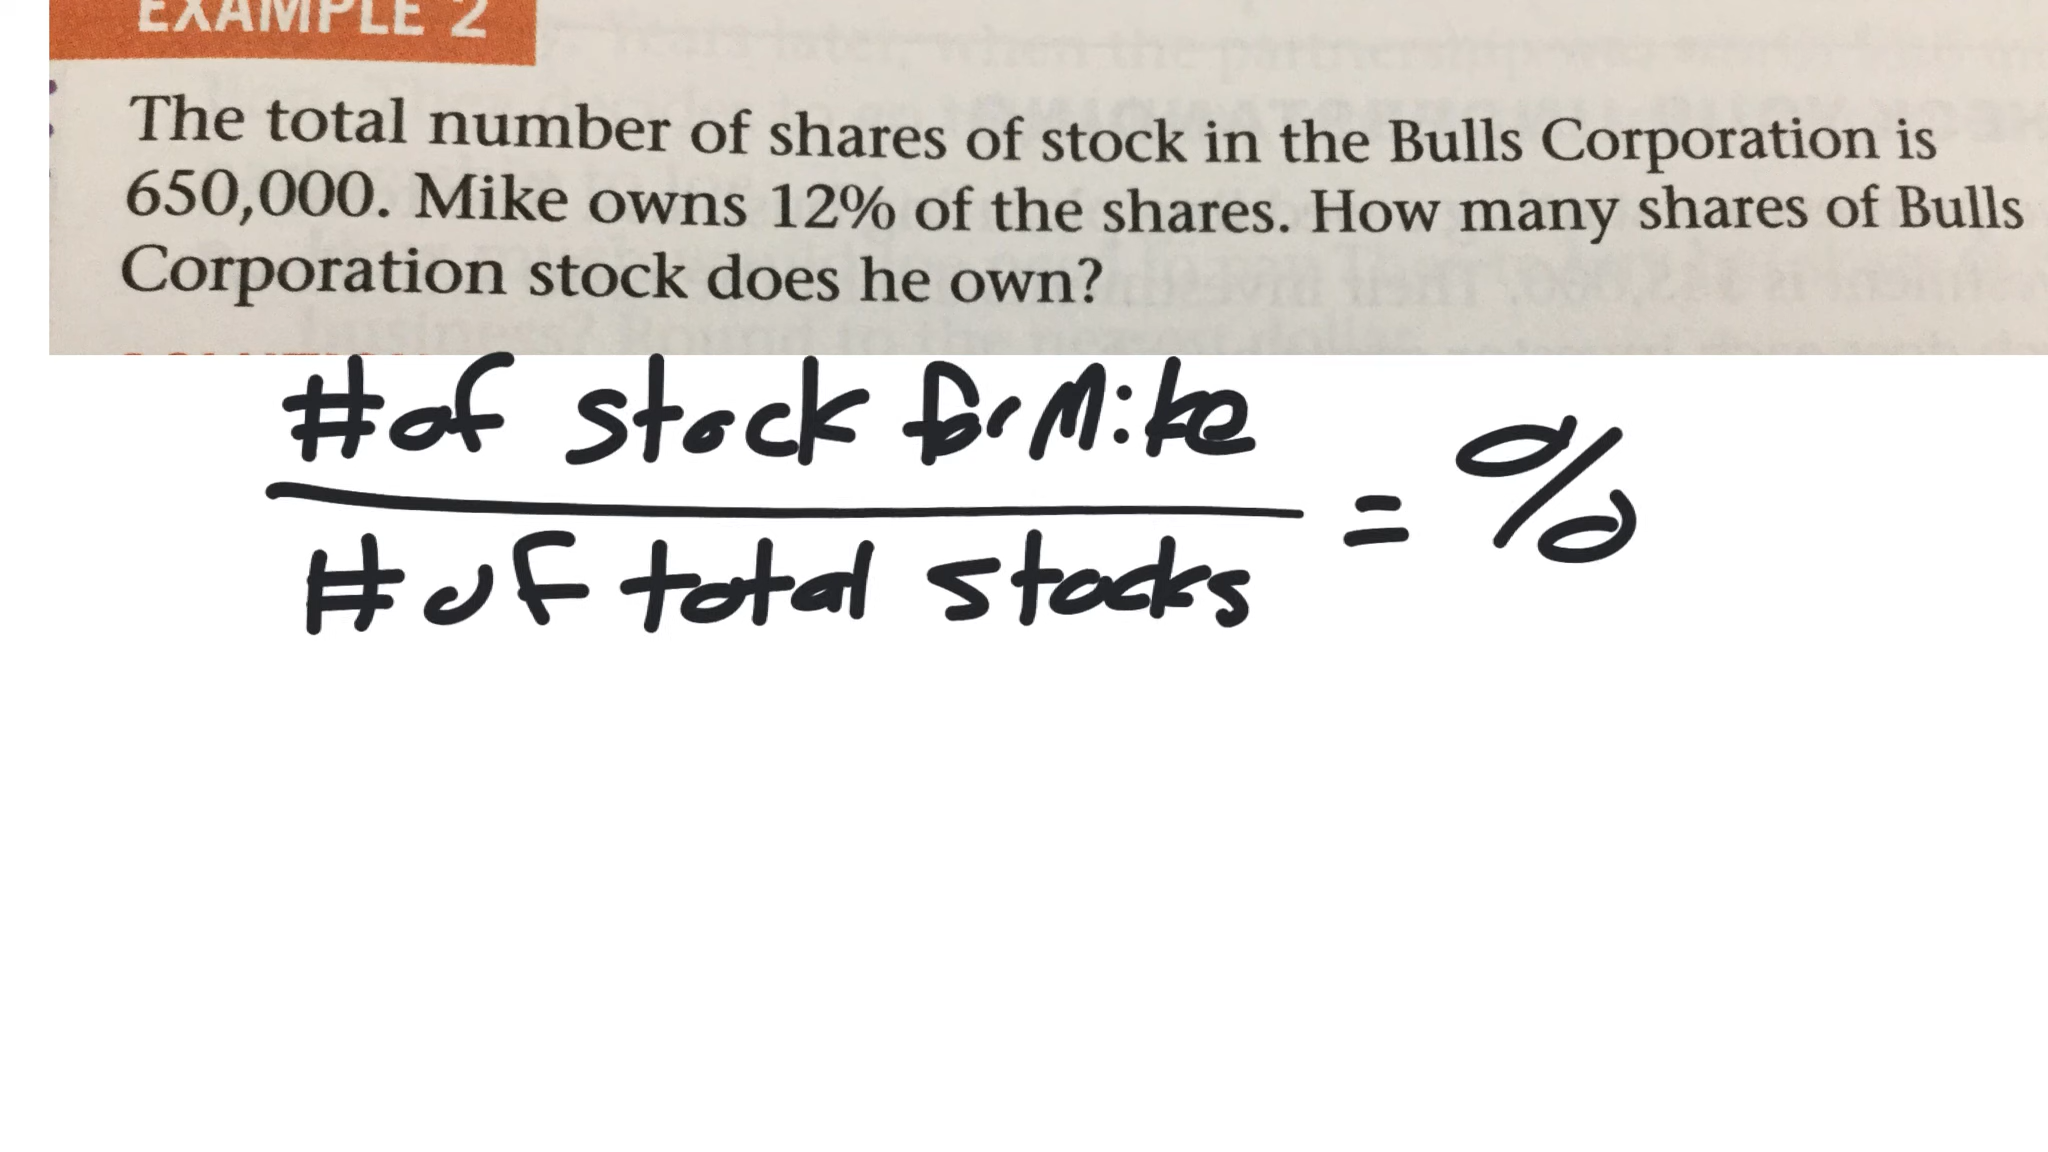 EXAMPLE 2
The total number of shares of stock in the Bulls Corporation is
650,000. Mike owns 12% of the shares. How many shares of Bulls
Corporation stock does he own?
# of stock for Mike
= %
# of total stocks